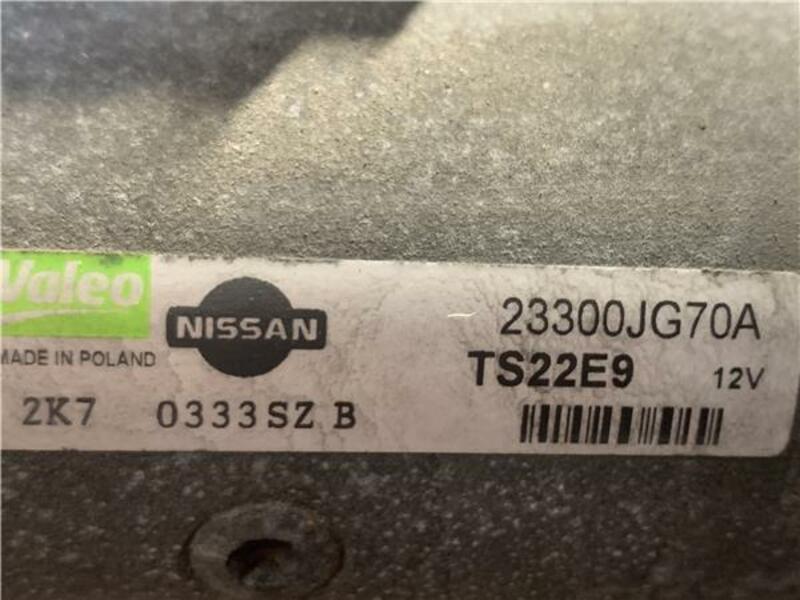 Valeo
NISSAN
23300JG70A
MADE IN POLAND
TS22E9 12V
2K7 0333SZ B